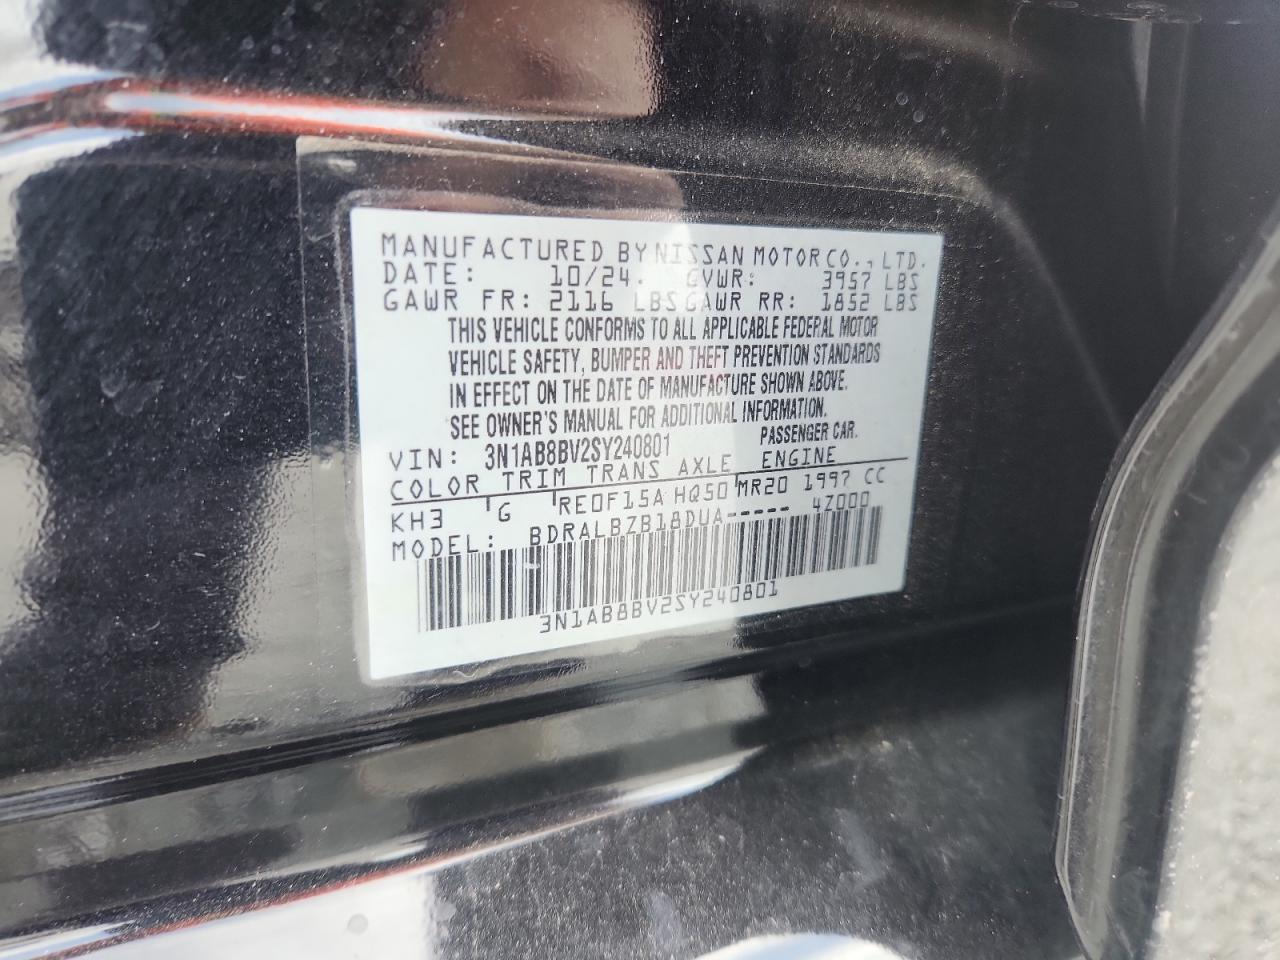 MANUFACTURED BY NISSAN MOTOR CO., LTD.
DATE: 10/24. GVWR: 3957 LBS
GAWR FR: 2116 LBS GAWR RR: 1852 LBS
THIS VEHICLE CONFORMS TO ALL APPLICABLE FEDERAL MOTOR
VEHICLE SAFETY, BUMPER AND THEFT PREVENTION STANDARDS
IN EFFECT ON THE DATE OF MANUFACTURE SHOWN ABOVE.
SEE OWNER'S MANUAL FOR ADDITIONAL INFORMATION.
VIN: 3N1AB8BV2SY240801 PASSENGER CAR.
COLOR TRIM TRANS AXLE ENGINE
KH3 G RE0F15A HQ50 MR20 1997 CC
MODEL: BDRALBZB18DUA----- 4Z000
3N1AB8BV2SY240801